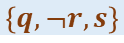 {q, ¬r, s}